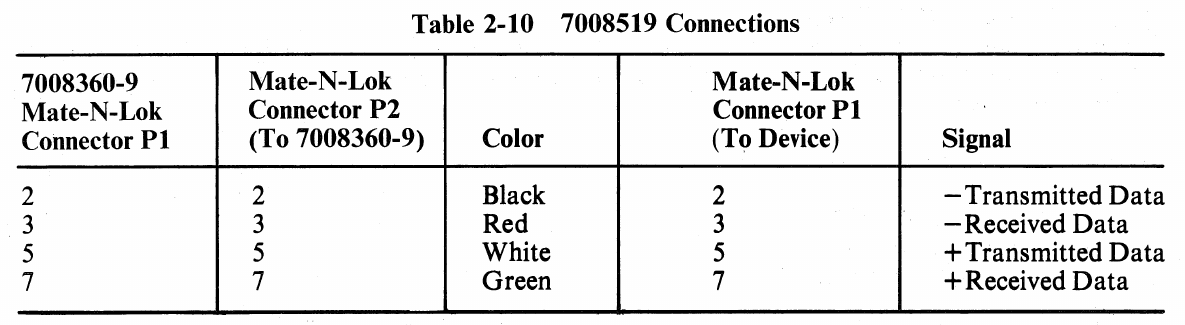 Table 2-10 7008519 Connections
7008360-9 Mate-N-Lok Mate-N-Lok
Mate-N-Lok Connector P2 Connector P1
Connector P1 (To 7008360-9) Color (To Device) Signal
2 2 Black 2 −Transmitted Data
3 3 Red 3 −Received Data
5 5 White 5 +Transmitted Data
7 7 Green 7 +Received Data